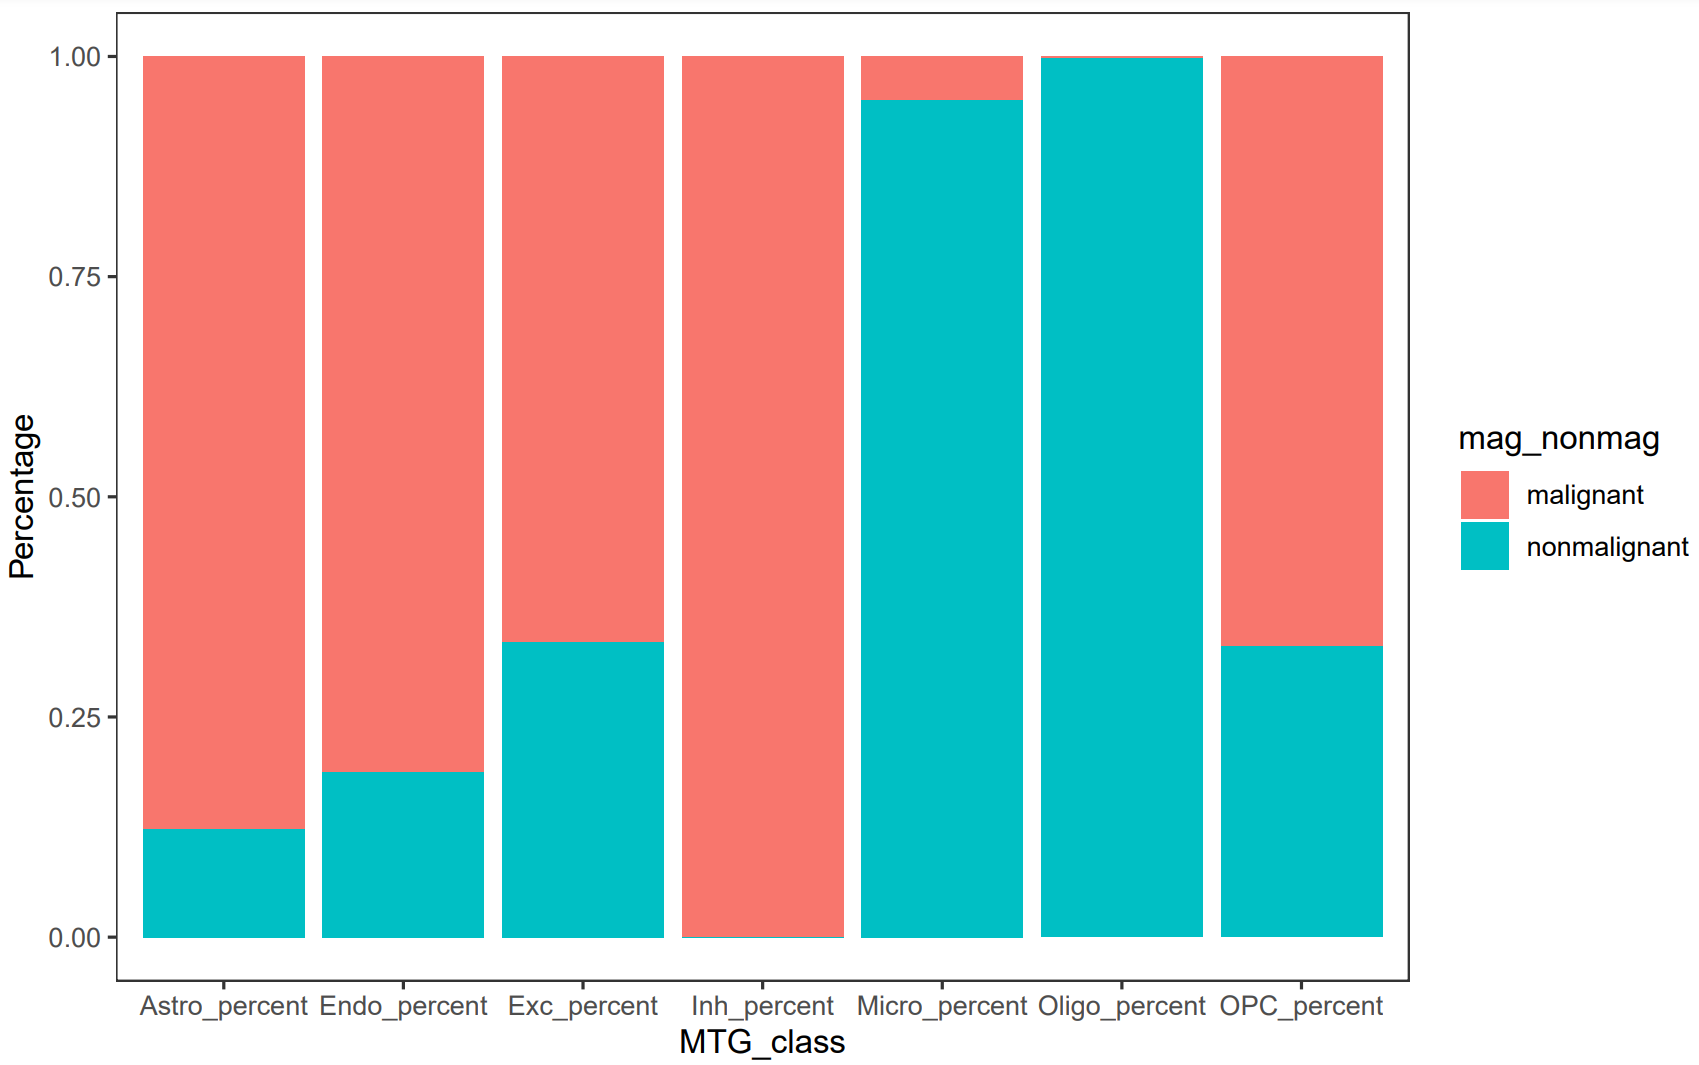 1.00
0.75
0.50
0.25
0.00
Percentage
Astro_percent Endo_percent Exc_percent Inh_percent Micro_percent Oligo_percent OPC_percent
MTG_class
mag_nonmag
malignant
nonmalignant